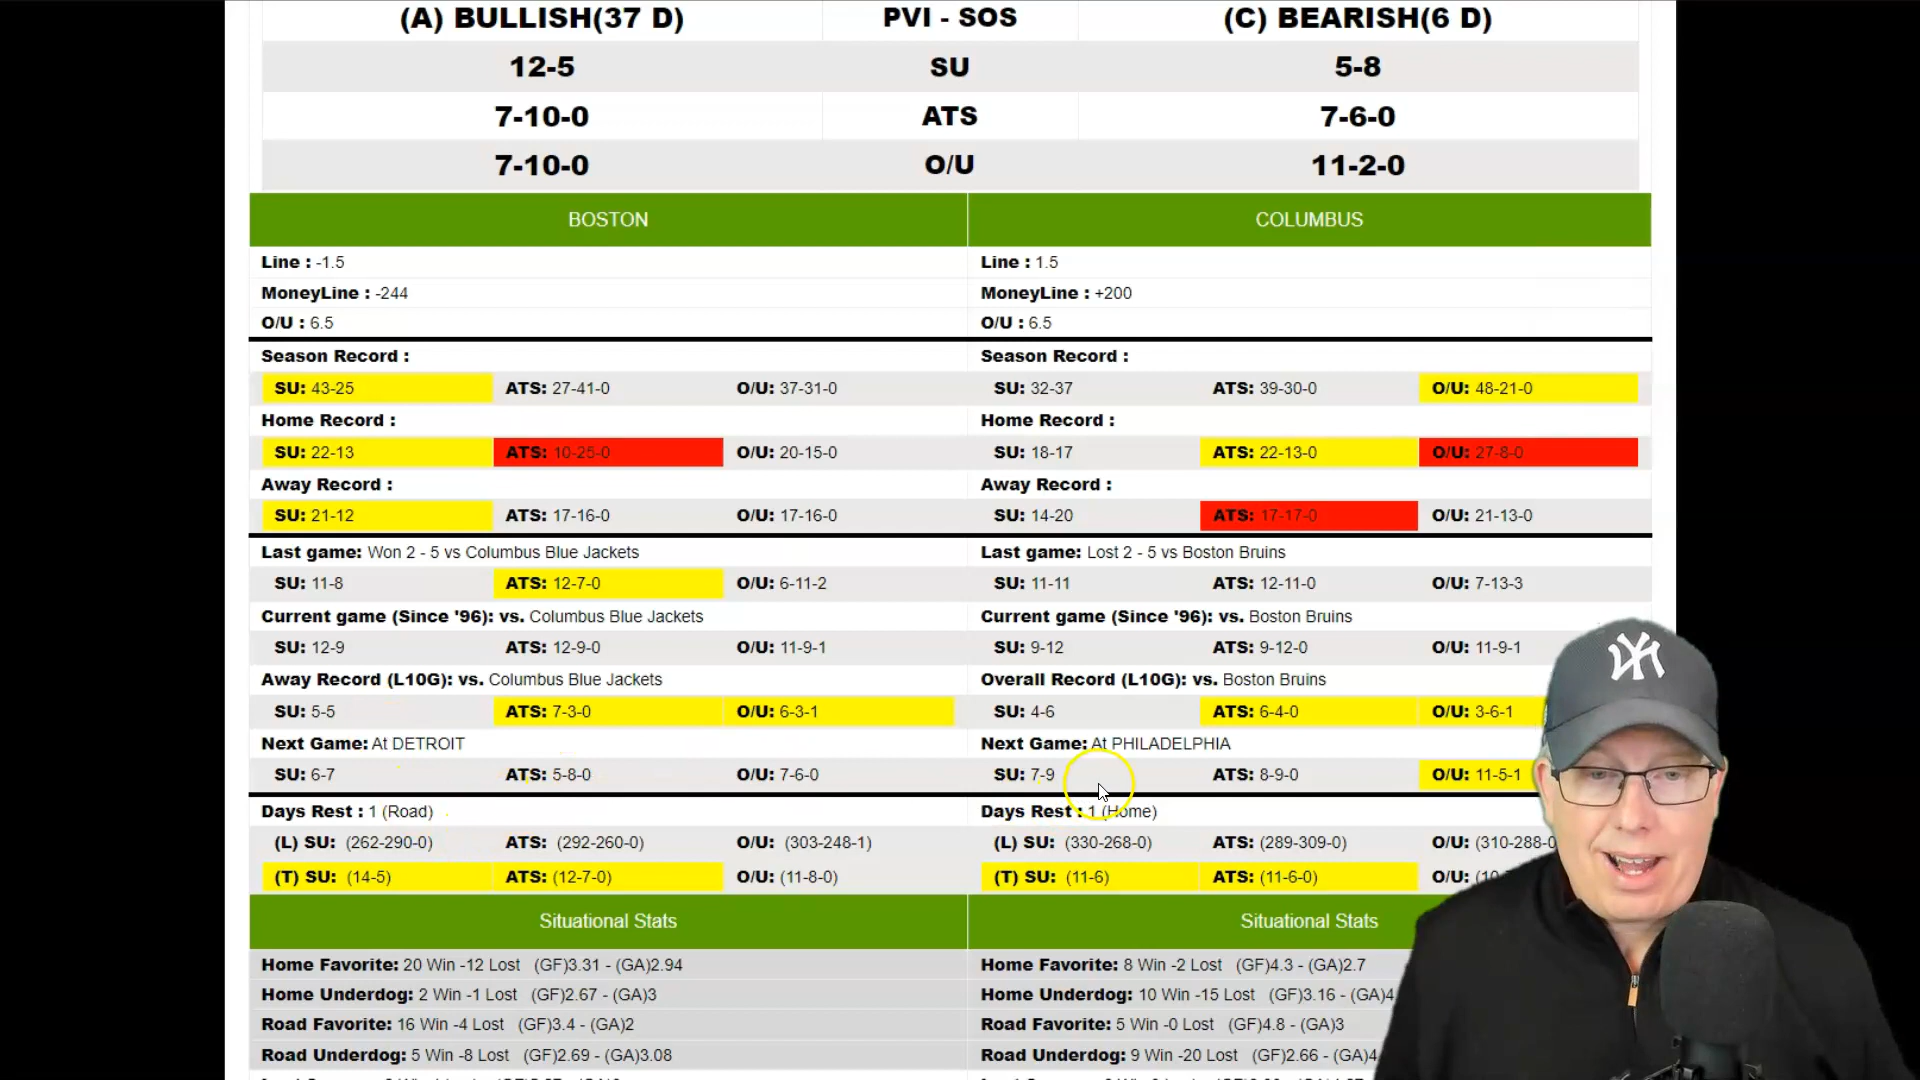 (A) BULLISH(37 D) PVI - SOS (C) BEARISH(6 D)
12-5 SU 5-8
7-10-0 ATS 7-6-0
7-10-0 O/U 11-2-0
BOSTON COLUMBUS
Line : -1.5 Line : 1.5
MoneyLine : -244 MoneyLine : +200
O/U : 6.5 O/U : 6.5
Season Record : Season Record :
SU: 43-25 ATS: 27-41-0 O/U: 37-31-0 SU: 32-37 ATS: 39-30-0 O/U: 48-21-0
Home Record : Home Record :
SU: 22-13 ATS: 10-25-0 O/U: 20-15-0 SU: 18-17 ATS: 22-13-0 O/U: 27-8-0
Away Record : Away Record :
SU: 21-12 ATS: 17-16-0 O/U: 17-16-0 SU: 14-20 ATS: 17-17-0 O/U: 21-13-0
Last game: Won 2 - 5 vs Columbus Blue Jackets Last game: Lost 2 - 5 vs Boston Bruins
SU: 11-8 ATS: 12-7-0 O/U: 6-11-2 SU: 11-11 ATS: 12-11-0 O/U: 7-13-3
Current game (Since '96): vs. Columbus Blue Jackets Current game (Since '96): vs. Boston Bruins
SU: 12-9 ATS: 12-9-0 O/U: 11-9-1 SU: 9-12 ATS: 9-12-0 O/U: 11-9-1
Away Record (L10G): vs. Columbus Blue Jackets Overall Record (L10G): vs. Boston Bruins
SU: 5-5 ATS: 7-3-0 O/U: 6-3-1 SU: 4-6 ATS: 6-4-0 O/U: 3-6-1
Next Game: At DETROIT Next Game: At PHILADELPHIA
SU: 6-7 ATS: 5-8-0 O/U: 7-6-0 SU: 7-9 ATS: 8-9-0 O/U: 11-5-1
Days Rest : 1 (Road) Days Rest : 1 (Home)
(L) SU: (262-290-0) ATS: (292-260-0) O/U: (303-248-1) (L) SU: (330-268-0) ATS: (289-309-0) O/U: (310-288-0
(T) SU: (14-5) ATS: (12-7-0) O/U: (11-8-0) (T) SU: (11-6) ATS: (11-6-0) O/U:
Situational Stats Situational Stats
Home Favorite: 20 Win -12 Lost (GF)3.31 - (GA)2.94 Home Favorite: 8 Win -2 Lost (GF)4.3 - (GA)2.7
Home Underdog: 2 Win -1 Lost (GF)2.67 - (GA)3 Home Underdog: 10 Win -15 Lost (GF)3.16 - (GA)4.
Road Favorite: 16 Win -4 Lost (GF)3.4 - (GA)2 Road Favorite: 5 Win -0 Lost (GF)4.8 - (GA)3
Road Underdog: 5 Win -8 Lost (GF)2.69 - (GA)3.08 Road Underdog: 9 Win -20 Lost (GF)2.66 - (GA)4
NY